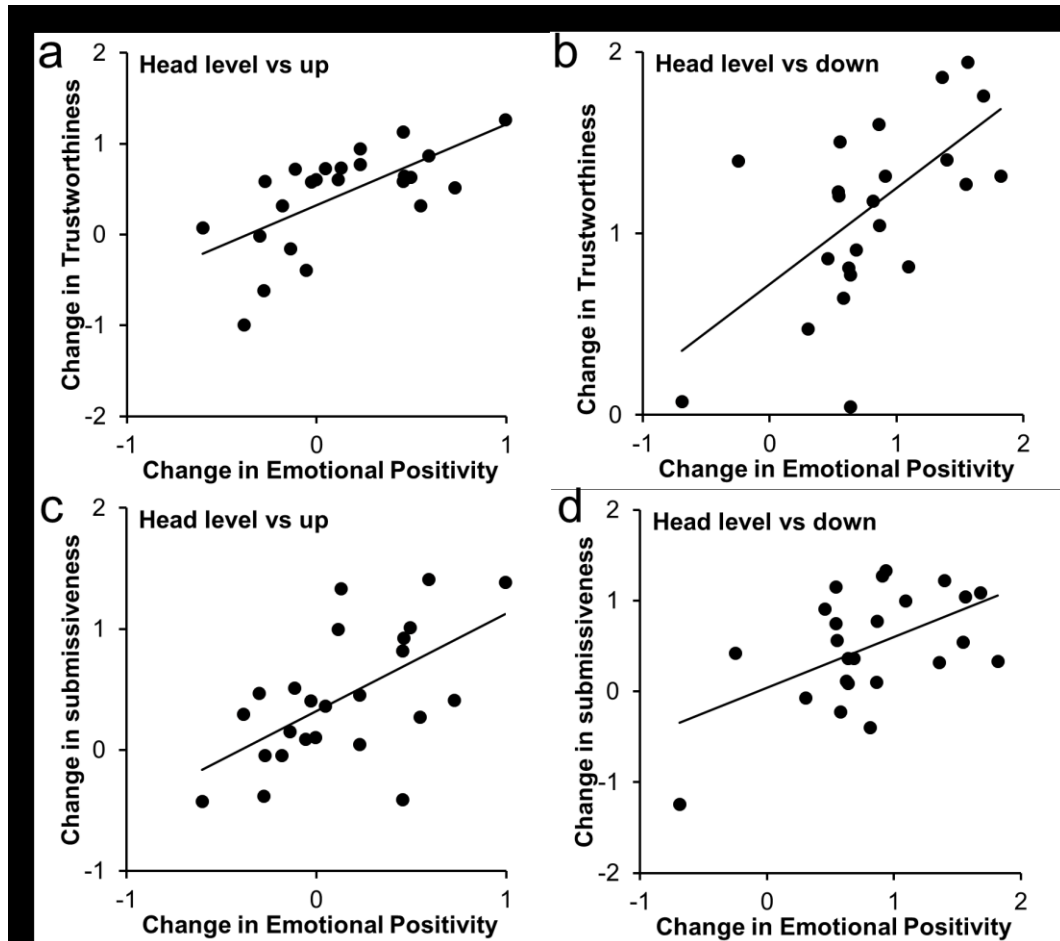 a
Head level vs up
Change in Trustworthiness
2
1
0
-1
-2
-1
0
1
Change in Emotional Positivity
b
Head level vs down
Change in Trustworthiness
2
1
0
-1
0
1
2
Change in Emotional Positivity
c
Head level vs up
Change in submissiveness
2
1
0
-1
-1
0
1
Change in Emotional Positivity
d
Head level vs down
Change in submissiveness
2
1
0
-1
-2
-1
0
1
2
Change in Emotional Positivity